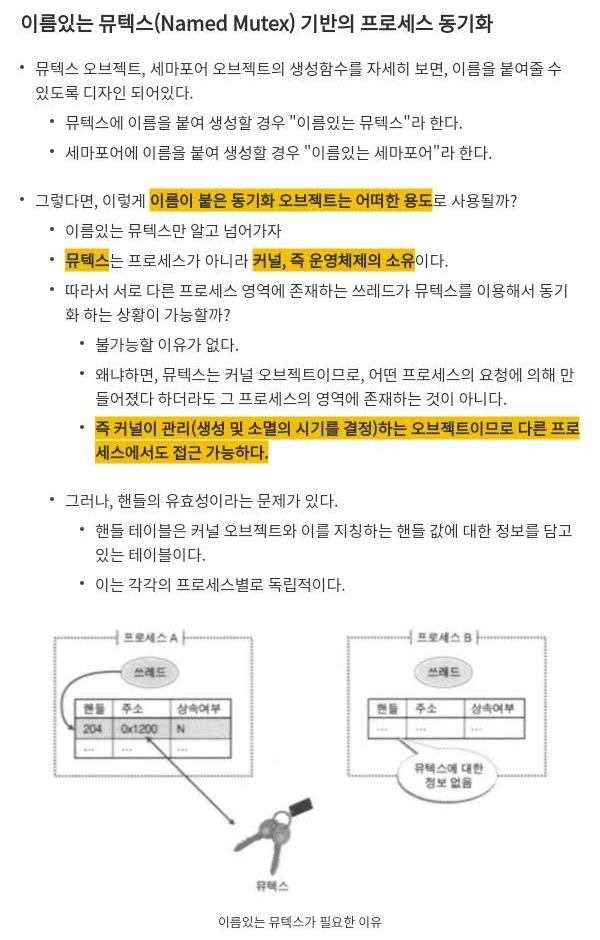 이름있는 뮤텍스(Named Mutex) 기반의 프로세스 동기화
• 뮤텍스 오브젝트, 세마포어 오브젝트의 생성함수를 자세히 보면, 이름을 붙여줄 수
있도록 디자인 되어있다.
• 뮤텍스에 이름을 붙여 생성할 경우 "이름있는 뮤텍스"라 한다.
• 세마포어에 이름을 붙여 생성할 경우 "이름있는 세마포어"라 한다.
• 그렇다면, 이렇게 이름이 붙은 동기화 오브젝트는 어떠한 용도로 사용될까?
• 이름있는 뮤텍스만 알고 넘어가자
• 뮤텍스는 프로세스가 아니라 커널, 즉 운영체제의 소유이다.
• 따라서 서로 다른 프로세스 영역에 존재하는 쓰레드가 뮤텍스를 이용해서 동기
화 하는 상황이 가능할까?
• 불가능할 이유가 없다.
• 왜냐하면, 뮤텍스는 커널 오브젝트이므로, 어떤 프로세스의 요청에 의해 만
들어졌다 하더라도 그 프로세스의 영역에 존재하는 것이 아니다.
• 즉 커널이 관리(생성 및 소멸의 시기를 결정)하는 오브젝트이므로 다른 프로
세스에서도 접근 가능하다.
• 그러나, 핸들의 유효성이라는 문제가 있다.
• 핸들 테이블은 커널 오브젝트와 이를 지칭하는 핸들 값에 대한 정보를 담고
있는 테이블이다.
• 이는 각각의 프로세스별로 독립적이다.
프로세스 A
쓰레드
핸들 주소 상속여부
204 0x1200 N
... ... ...
뮤텍스
프로세스 B
쓰레드
핸들 주소 상속여부
... ... ...
뮤텍스에 대한
정보 없음
이름있는 뮤텍스가 필요한 이유